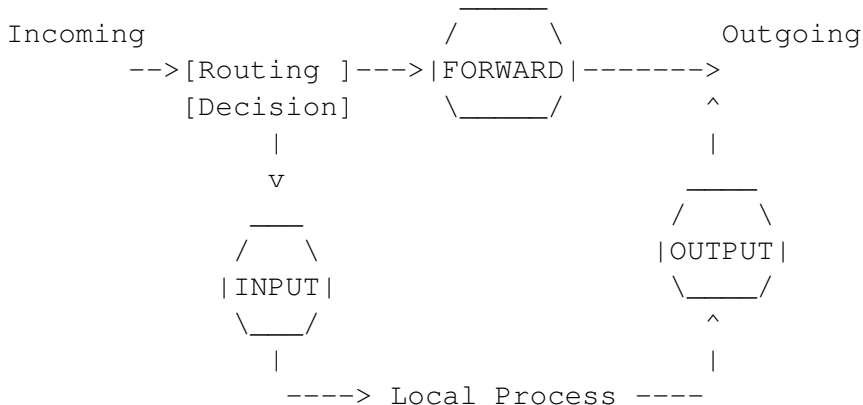 Incoming Outgoing
-->[Routing ]--->|FORWARD|------->
[Decision]
|OUTPUT|
|INPUT|
----> Local Process ----